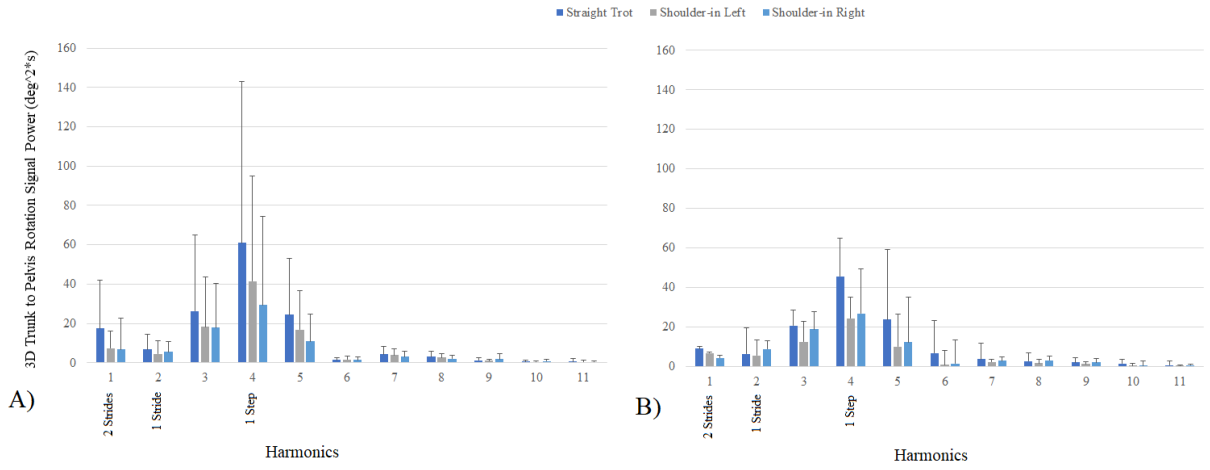 Straight Trot Shoulder-in Left Shoulder-in Right
3D Trunk to Pelvis Rotation Signal Power (deg^2*s)
160
140
120
100
80
60
40
20
0
1 2 3 4 5 6 7 8 9 10 11
2 Strides
1 Stride
1 Step
A)
Harmonics
160
140
120
100
80
60
40
20
0
1 2 3 4 5 6 7 8 9 10 11
2 Strides
1 Stride
1 Step
B)
Harmonics